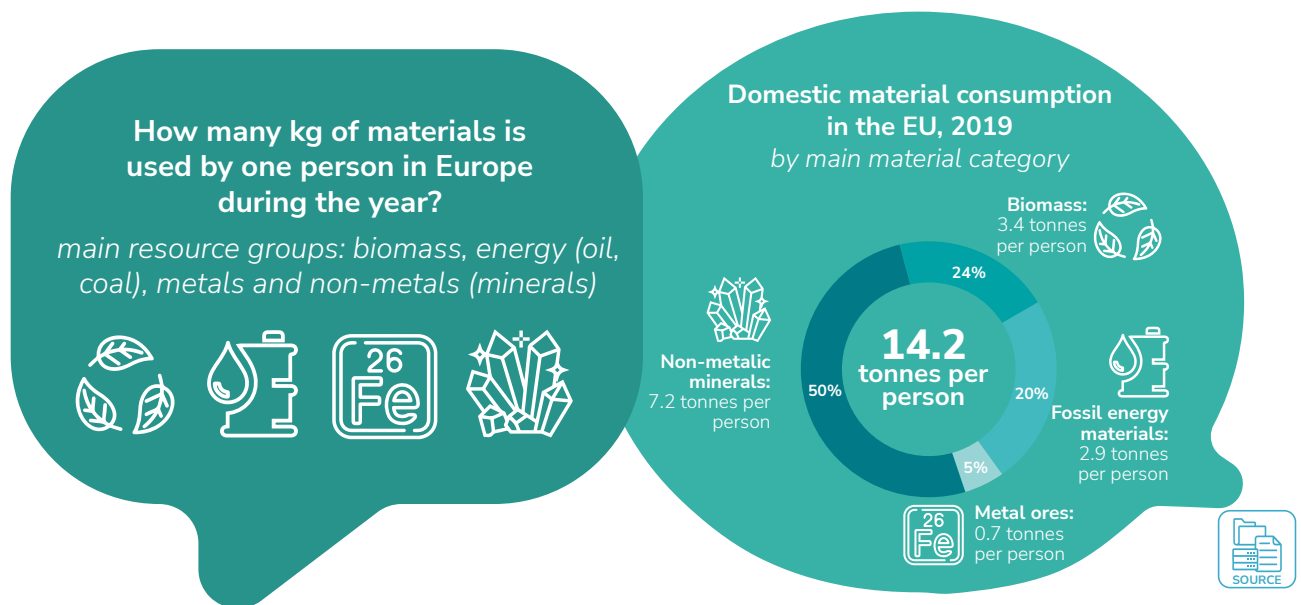 How many kg of materials is
used by one person in Europe
during the year?
main resource groups: biomass, energy (oil,
coal), metals and non-metals (minerals)
26
Fe
Domestic material consumption
in the EU, 2019
by main material category
Biomass:
3.4 tonnes
per person
24%
Non-metalic
minerals:
7.2 tonnes per
person
50%
14.2
tonnes per
person
20%
Fossil energy
materials:
2.9 tonnes
per person
5%
26
Fe
Metal ores:
0.7 tonnes
per person
SOURCE